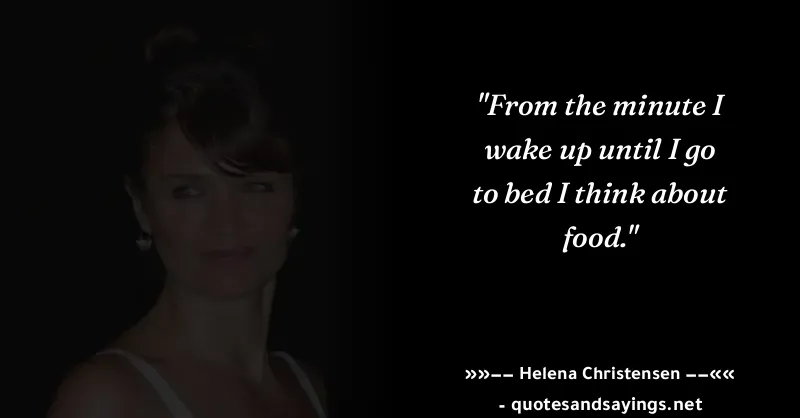 "From the minute I
wake up until I go
to bed I think about
food."
»»−− Helena Christensen −−««
- quotesandsayings.net